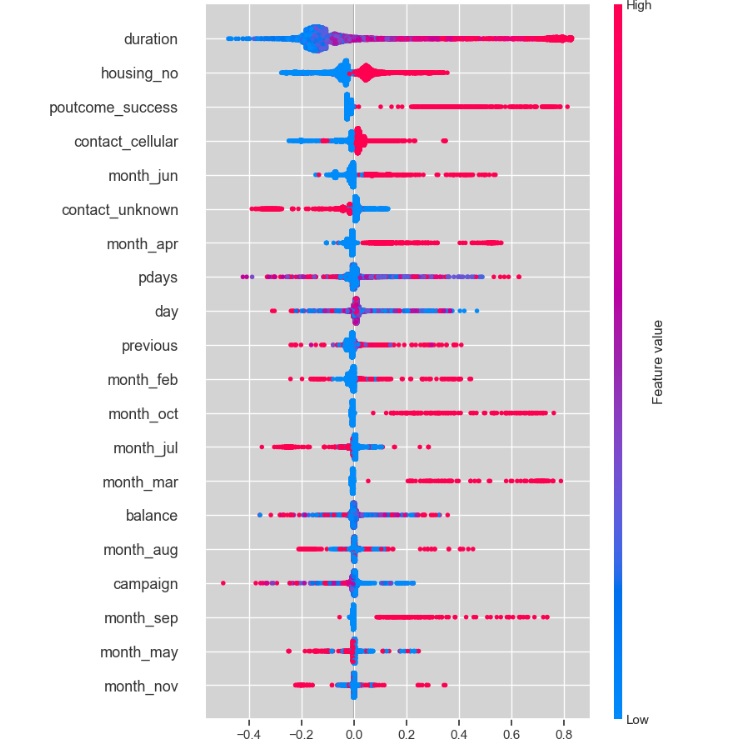 High
duration
housing_no
poutcome_success
contact_cellular
month_jun
contact_unknown
month_apr
pdays
day
previous
month_feb
month_oct
month_jul
month_mar
balance
month_aug
campaign
month_sep
month_may
month_nov
Feature value
Low
−0.4 −0.2 0.0 0.2 0.4 0.6 0.8